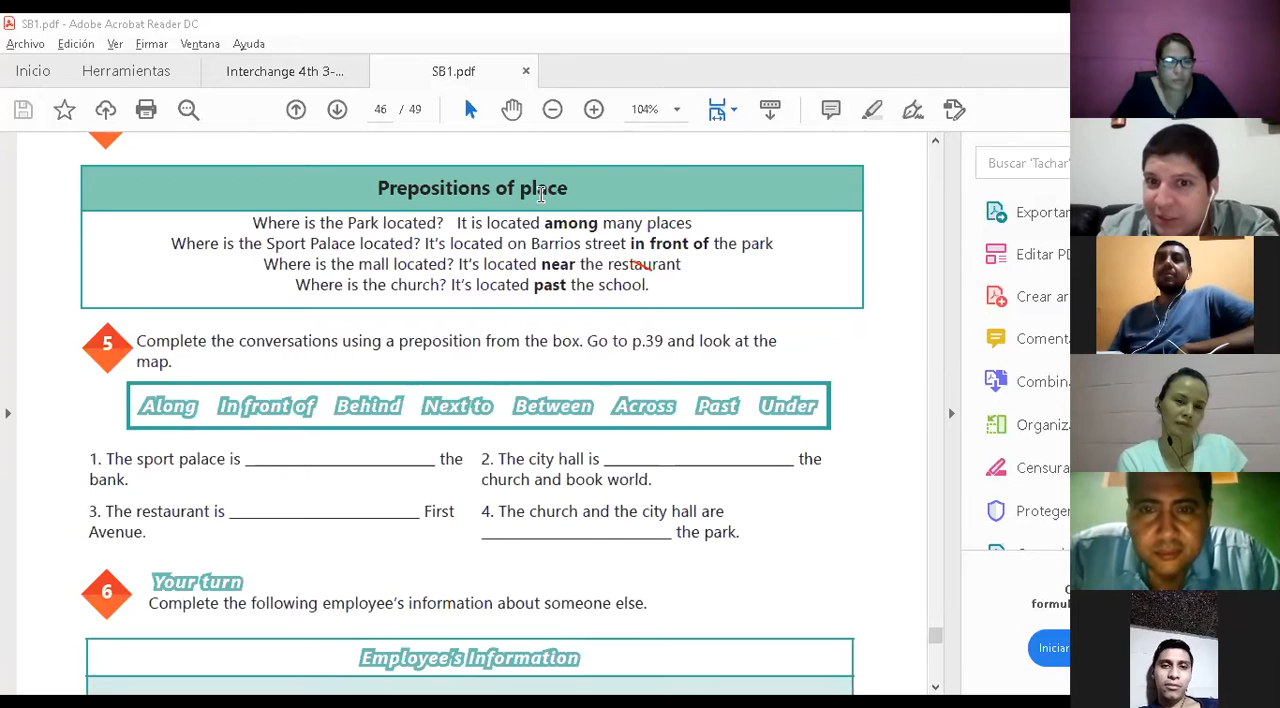 SB1.pdf - Adobe Acrobat Reader DC
Archivo Edición Ver Firmar Ventana Ayuda
Inicio Herramientas Interchange 4th 3-... SB1.pdf ×
46 / 49 104%
Buscar 'Tachar'
Prepositions of place
Where is the Park located? It is located among many places
Where is the Sport Palace located? It's located on Barrios street in front of the park
Where is the mall located? It's located near the restaurant
Where is the church? It's located past the school.
5 Complete the conversations using a preposition from the box. Go to p.39 and look at the
map.
Along In front of Behind Next to Between Across Past Under
1. The sport palace is ____________________ the
bank.
2. The city hall is ____________________ the
church and book world.
3. The restaurant is ____________________ First
Avenue.
4. The church and the city hall are
____________________ the park.
6 Your turn
Complete the following employee's information about someone else.
Employee's Information
Exportar
Editar PD
Crear ar
Coment
Combin
Organiz
Censura
Proteger
formu
Iniciar